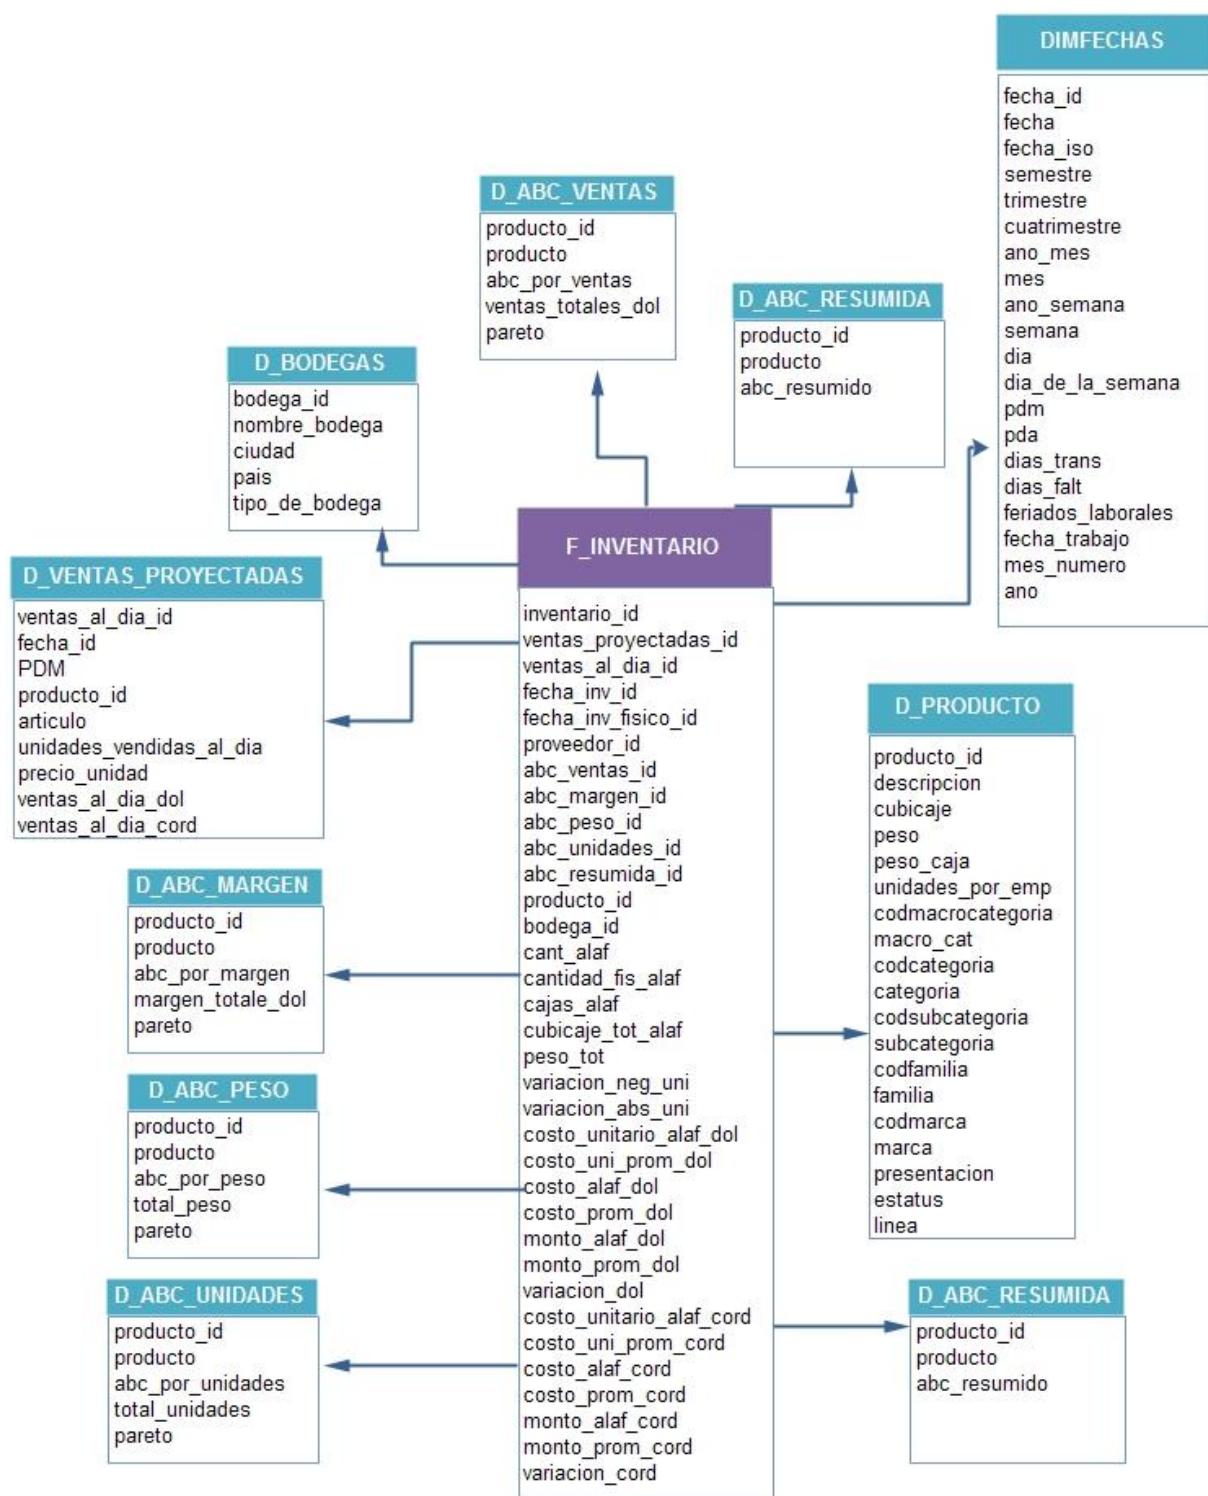 DIMFECHAS
fecha_id
fecha
fecha_iso
semestre
trimestre
cuatrimestre
ano_mes
mes
ano_semana
semana
dia
dia_de_la_semana
pdm
pda
dias_trans
dias_falt
feriados_laborales
fecha_trabajo
mes_numero
ano
D_ABC_VENTAS
producto_id
producto
abc_por_ventas
ventas_totales_dol
pareto
D_ABC_RESUMIDA
producto_id
producto
abc_resumido
D_BODEGAS
bodega_id
nombre_bodega
ciudad
pais
tipo_de_bodega
F_INVENTARIO
inventario_id
ventas_proyectadas_id
ventas_al_dia_id
fecha_inv_id
fecha_inv_fisico_id
proveedor_id
abc_ventas_id
abc_margen_id
abc_peso_id
abc_unidades_id
abc_resumida_id
producto_id
bodega_id
cant_alaf
cantidad_fis_alaf
cajas_alaf
cubicaje_tot_alaf
peso_tot
variacion_neg_uni
variacion_abs_uni
costo_unitario_alaf_dol
costo_uni_prom_dol
costo_alaf_dol
costo_prom_dol
monto_alaf_dol
monto_prom_dol
variacion_dol
costo_unitario_alaf_cord
costo_uni_prom_cord
costo_alaf_cord
costo_prom_cord
monto_alaf_cord
monto_prom_cord
variacion_cord
D_VENTAS_PROYECTADAS
ventas_al_dia_id
fecha_id
PDM
producto_id
articulo
unidades_vendidas_al_dia
precio_unidad
ventas_al_dia_dol
ventas_al_dia_cord
D_PRODUCTO
producto_id
descripcion
cubicaje
peso
peso_caja
unidades_por_emp
codmacrocategoria
macro_cat
codcategoria
categoria
codsubcategoria
subcategoria
codfamilia
familia
codmarca
marca
presentacion
estatus
linea
D_ABC_MARGEN
producto_id
producto
abc_por_margen
margen_totale_dol
pareto
D_ABC_PESO
producto_id
producto
abc_por_peso
total_peso
pareto
D_ABC_UNIDADES
producto_id
producto
abc_por_unidades
total_unidades
pareto
D_ABC_RESUMIDA
producto_id
producto
abc_resumido